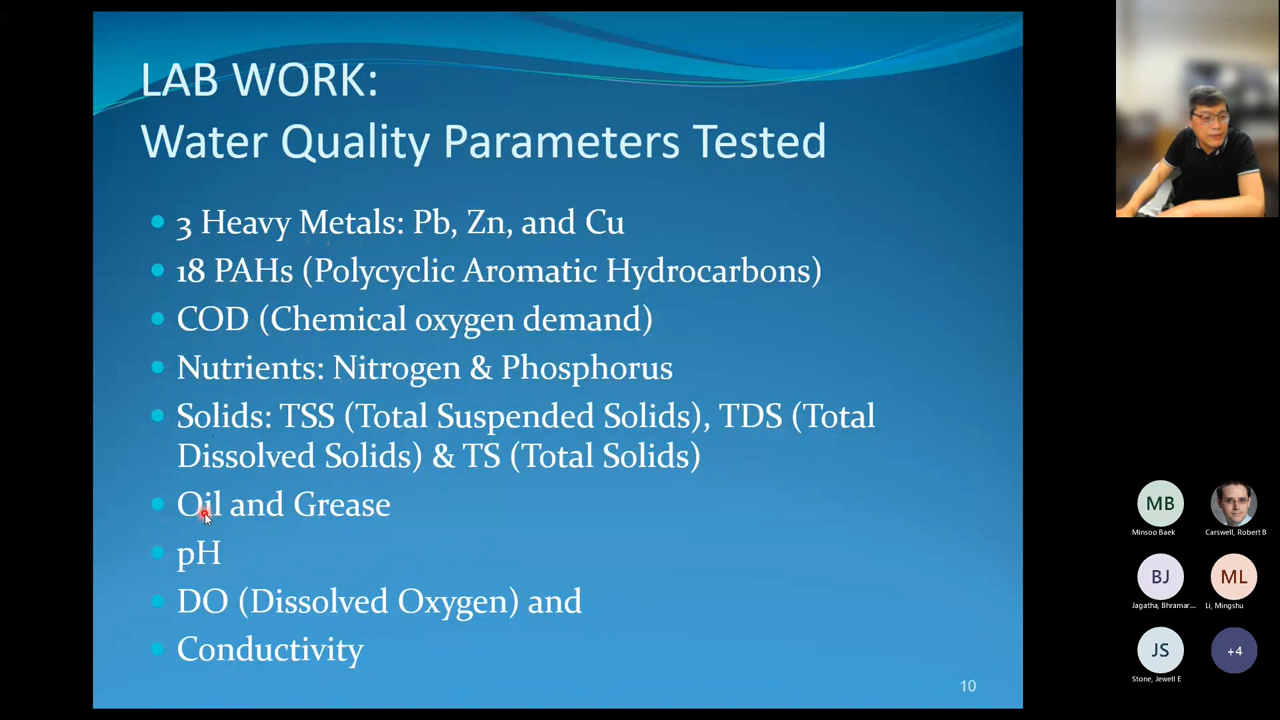 LAB WORK:
Water Quality Parameters Tested
3 Heavy Metals: Pb, Zn, and Cu
18 PAHs (Polycyclic Aromatic Hydrocarbons)
COD (Chemical oxygen demand)
Nutrients: Nitrogen & Phosphorus
Solids: TSS (Total Suspended Solids), TDS (Total
Dissolved Solids) & TS (Total Solids)
Oil and Grease
pH
DO (Dissolved Oxygen) and
Conductivity
10
MB
Minsoo Baek
Carswell, Robert B
BJ
Jagatha, Bhramar...
ML
Li, Mingshu
JS
Stone, Jewell E
+4